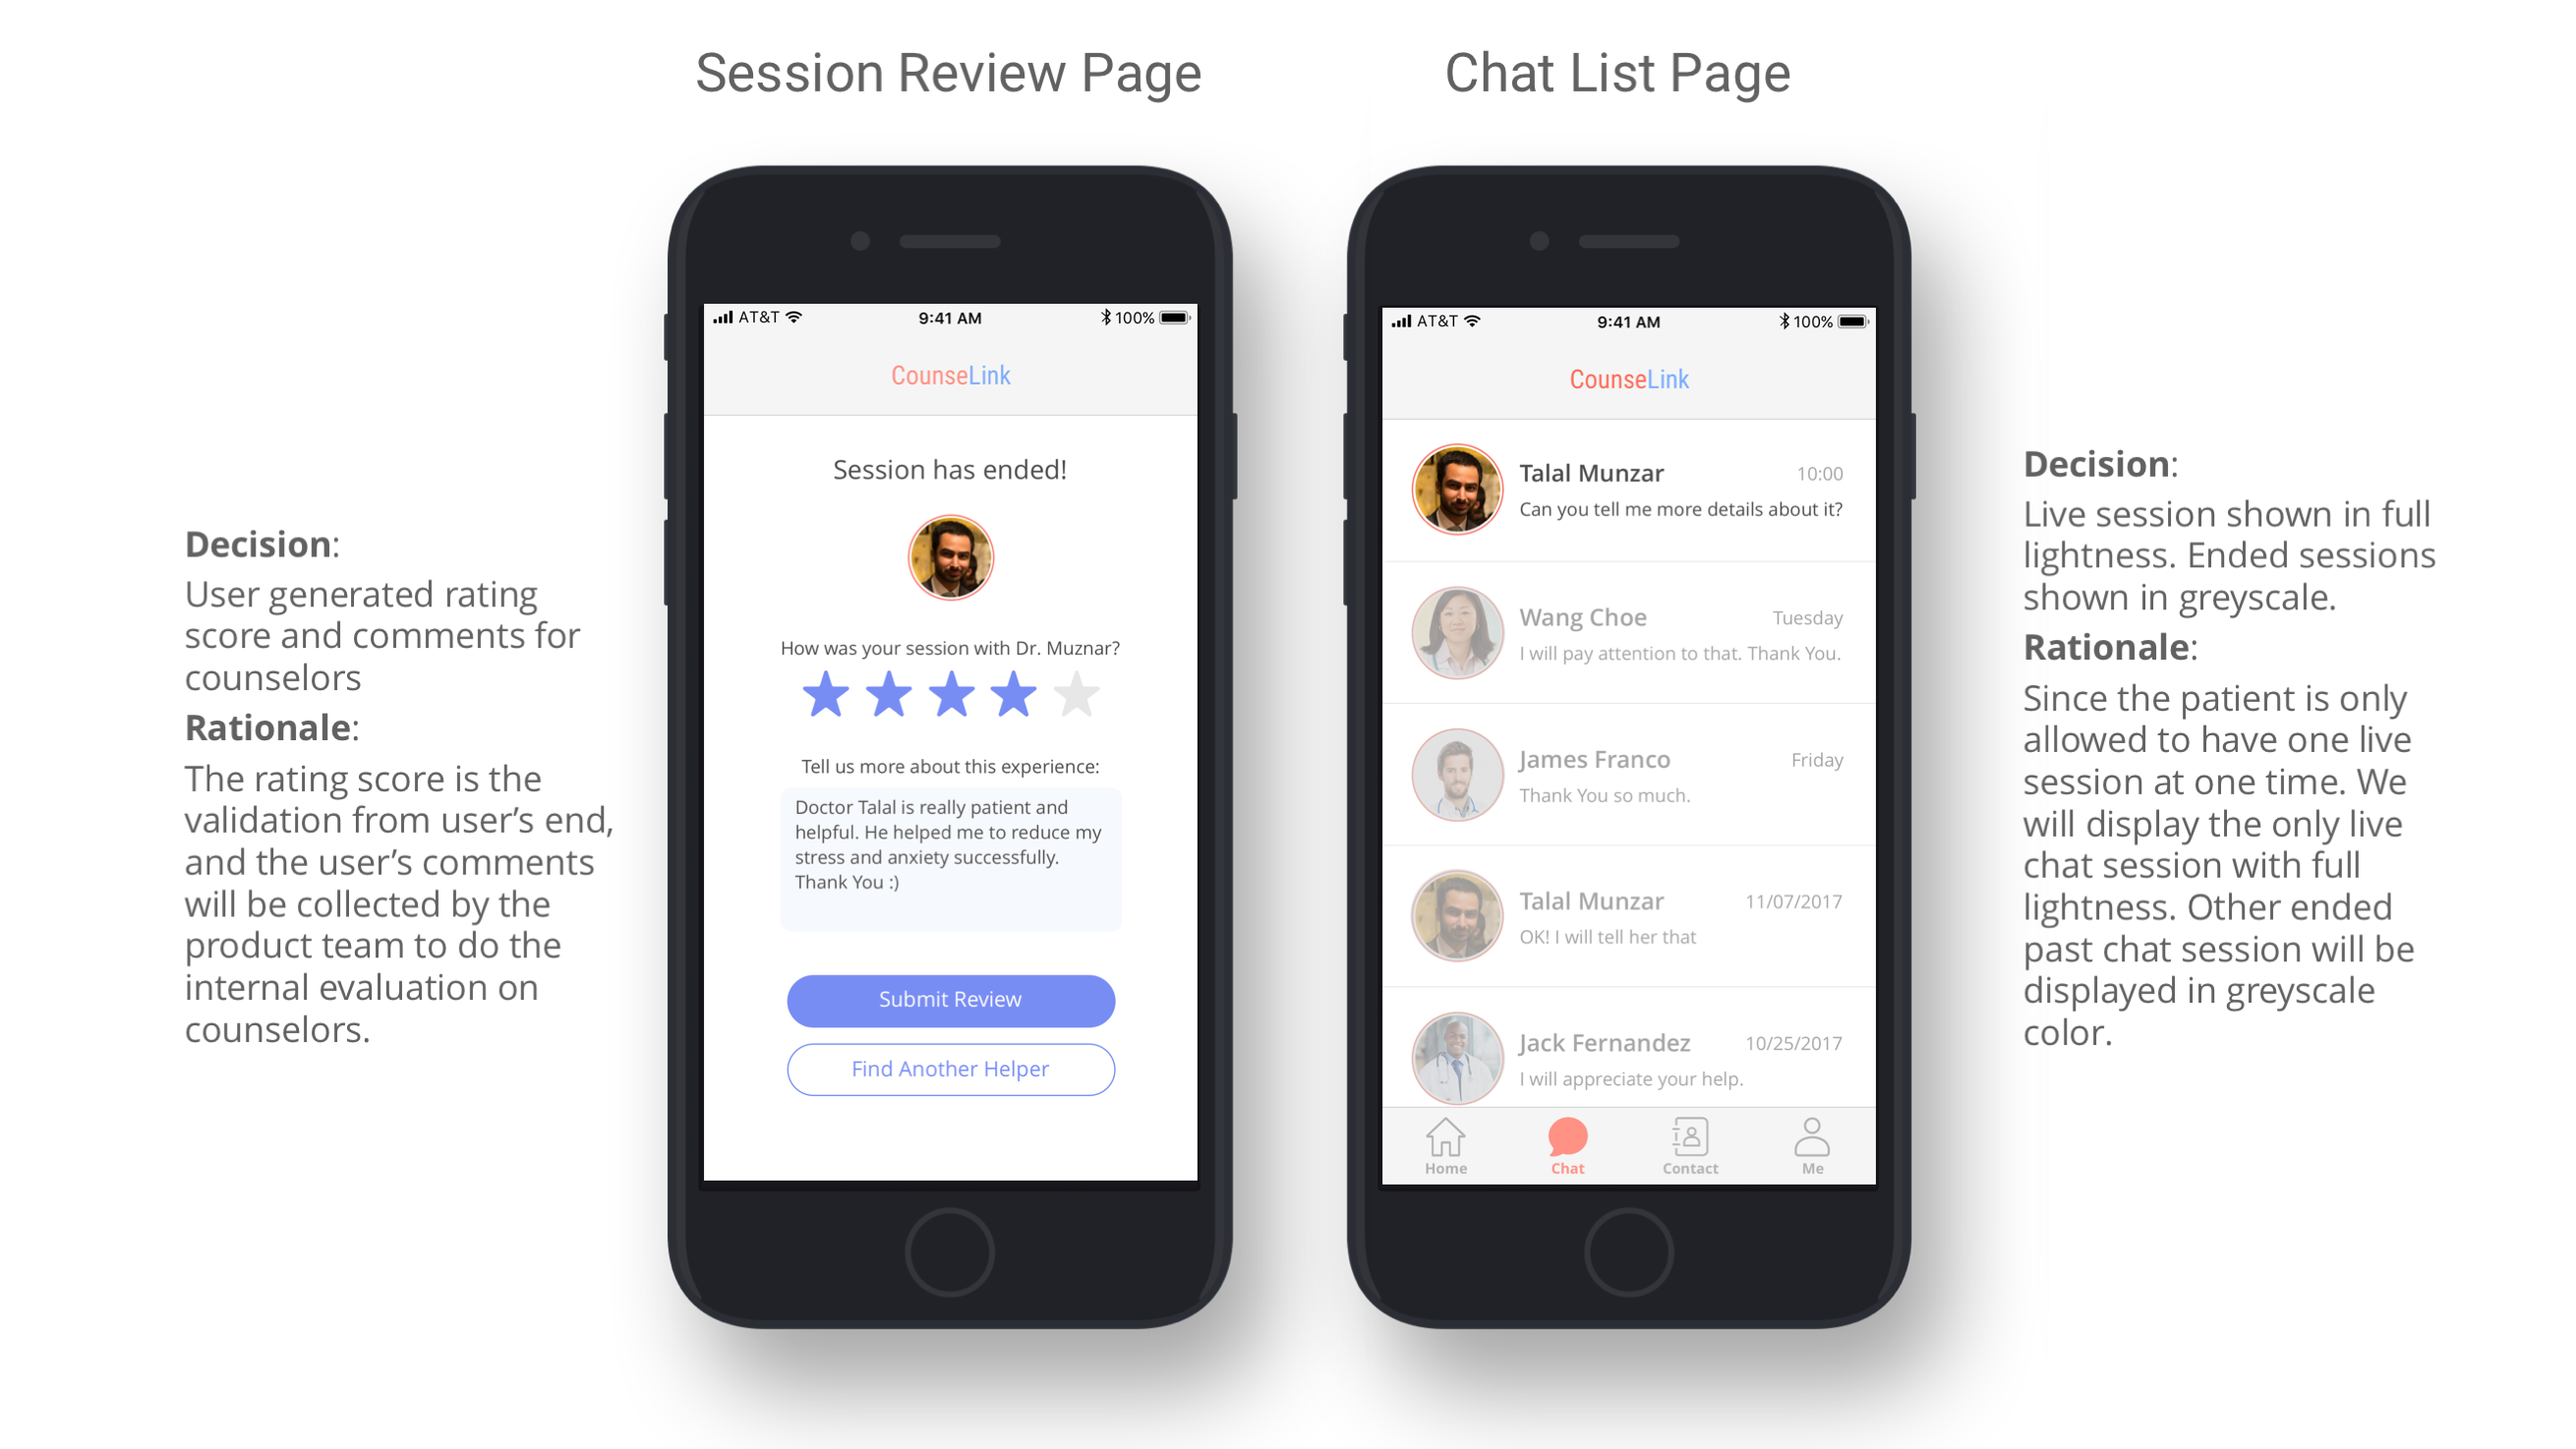 Session Review Page
Chat List Page
Decision:
User generated rating
score and comments for
counselors
Rationale:
The rating score is the
validation from user’s end,
and the user’s comments
will be collected by the
product team to do the
internal evaluation on
counselors.
AT&T 9:41 AM 100%
CounseLink
Session has ended!
How was your session with Dr. Muznar?
Tell us more about this experience:
Doctor Talal is really patient and
helpful. He helped me to reduce my
stress and anxiety successfully.
Thank You :)
Submit Review
Find Another Helper
AT&T 9:41 AM 100%
CounseLink
Talal Munzar 10:00
Can you tell me more details about it?
Wang Choe Tuesday
I will pay attention to that. Thank You.
James Franco Friday
Thank You so much.
Talal Munzar 11/07/2017
OK! I will tell her that
Jack Fernandez 10/25/2017
I will appreciate your help.
Home Chat Contact Me
Decision:
Live session shown in full
lightness. Ended sessions
shown in greyscale.
Rationale:
Since the patient is only
allowed to have one live
session at one time. We
will display the only live
chat session with full
lightness. Other ended
past chat session will be
displayed in greyscale
color.